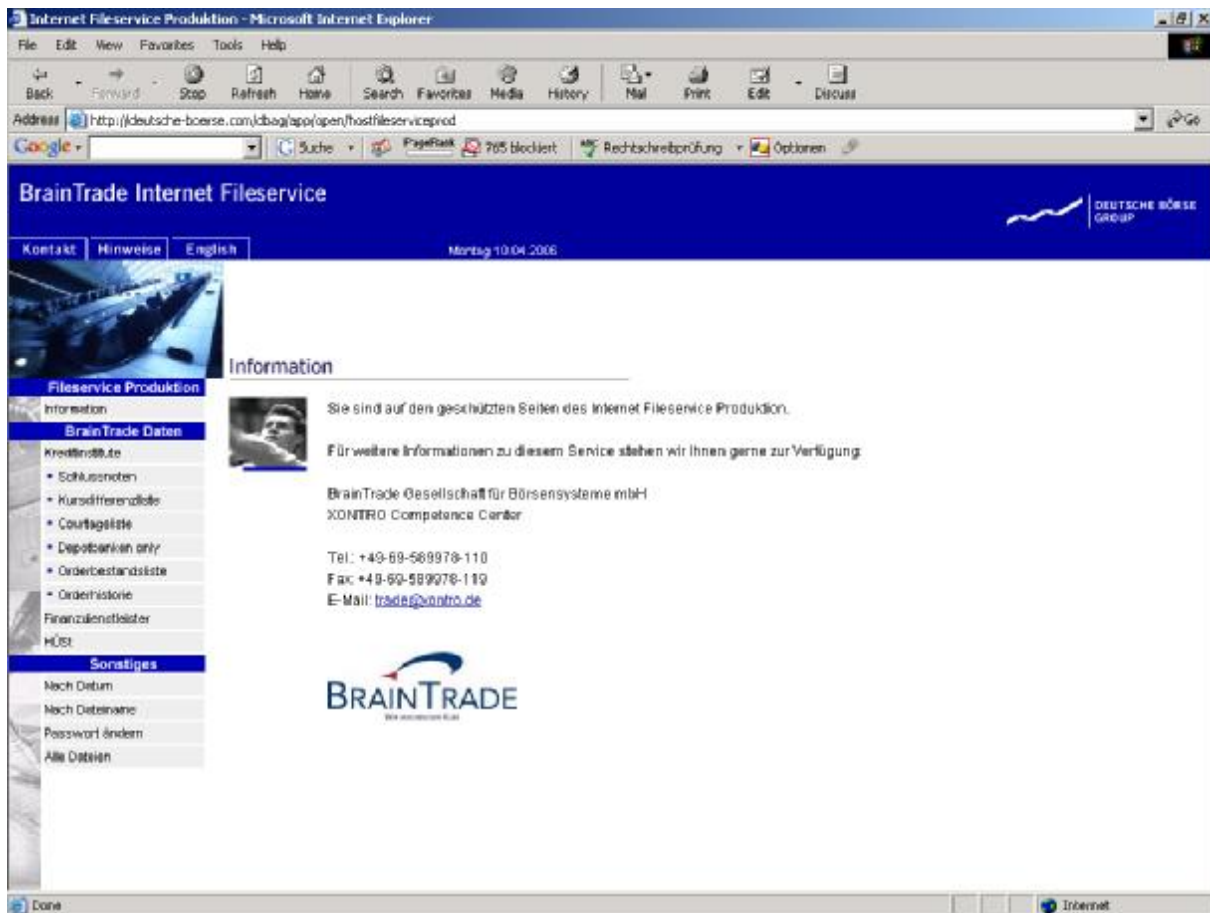 Internet Fileservice Produktion - Microsoft Internet Explorer
File Edit View Favorites Tools Help
Back Forward Stop Refresh Home Search Favorites Media History Mail Print Edit Discuss
Address http://deutsche-boerse.com/dbag/app/open/hostfileserviceprod Go
Google Suche PageRank 765 blockiert Rechtschreibprüfung Optionen
BrainTrade Internet Fileservice
DEUTSCHE BÖRSE
GROUP
Kontakt Hinweise English Montag 10.04.2006
Information
Fileservice Produktion
Information
BrainTrade Daten
Kreditinstitute
Schlussnoten
Kursdifferenzliste
Courtageliste
Depotbanken only
Orderbestandsliste
Orderhistorie
Finanzdienstleister
HÜSt
Sonstiges
Nach Datum
Nach Dateiname
Passwort ändern
Alle Dateien
Sie sind auf den geschützten Seiten des Internet Fileservice Produktion.
Für weitere Informationen zu diesem Service stehen wir Ihnen gerne zur Verfügung:
BrainTrade Gesellschaft für Börsensysteme mbH
XONTRO Competence Center
Tel.: +49-69-589978-110
Fax: +49-69-589978-119
E-Mail: trade@xontro.de
BRAINTRADE
Done Internet